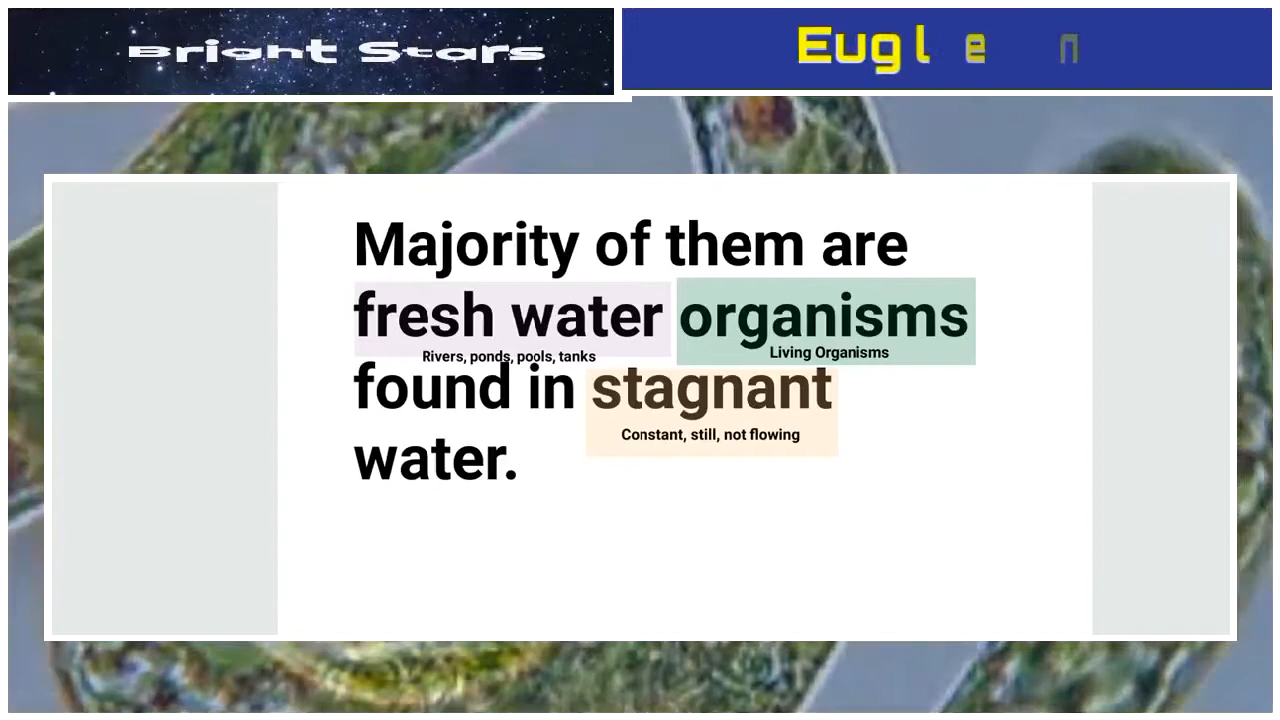 Bright Stars
Eugl e n
Majority of them are
fresh water organisms
Rivers, ponds, pools, tanks
Living Organisms
found in stagnant
Constant, still, not flowing
water.